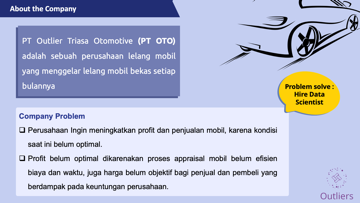 About the Company
PT Outlier Triasa Otomotive (PT OTO)
adalah sebuah perusahaan lelang mobil
yang menggelar lelang mobil bekas setiap
bulannya
Problem solve :
Hire Data
Scientist
Company Problem
❑ Perusahaan Ingin meningkatkan profit dan penjualan mobil, karena kondisi
saat ini belum optimal.
❑ Profit belum optimal dikarenakan proses appraisal mobil belum efisien
biaya dan waktu, juga harga belum objektif bagi penjual dan pembeli yang
berdampak pada keuntungan perusahaan.
Outliers